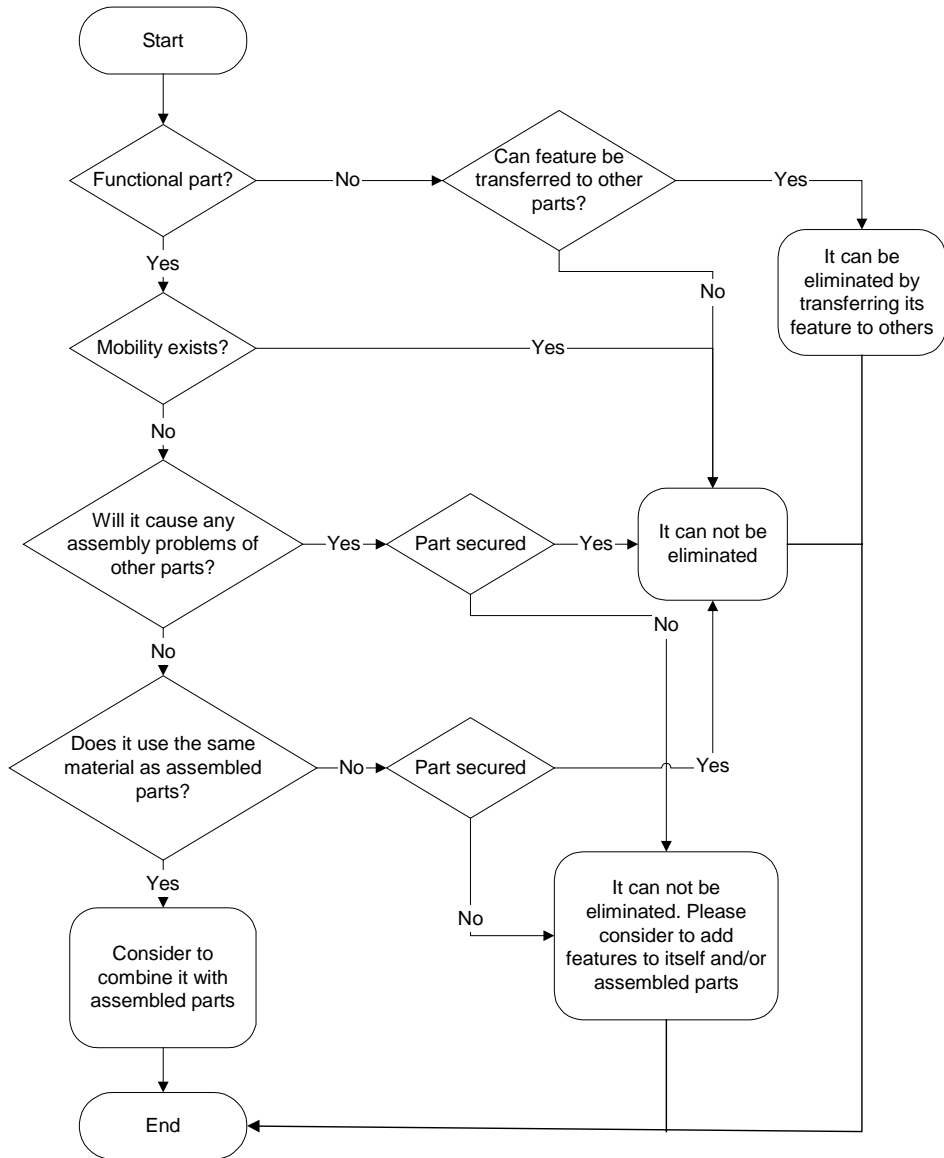 Start
Functional part?
No
Can feature be
transferred to other
parts?
Yes
It can be
eliminated by
transferring its
feature to others
Yes
No
Mobility exists?
Yes
No
Will it cause any
assembly problems of
other parts?
Yes
Part secured
Yes
It can not be
eliminated
No
No
Does it use the same
material as assembled
parts?
No
Part secured
Yes
Yes
No
It can not be
eliminated. Please
consider to add
features to itself and/or
assembled parts
Consider to
combine it with
assembled parts
End